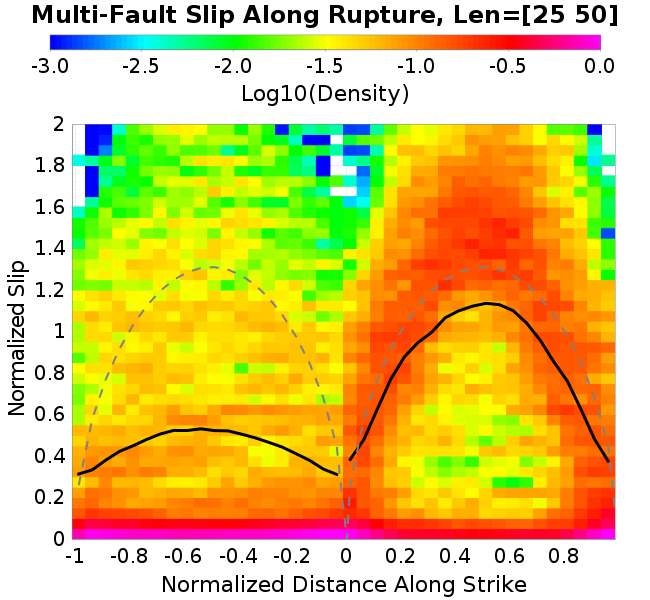 Multi-Fault Slip Along Rupture, Len=[25 50]
-3.0 -2.5 -2.0 -1.5 -1.0 -0.5 0.0
Log10(Density)
2
1.8
1.6
1.4
1.2
1
0.8
0.6
0.4
0.2
0
Normalized Slip
-1 -0.8 -0.6 -0.4 -0.2 0 0.2 0.4 0.6 0.8
Normalized Distance Along Strike